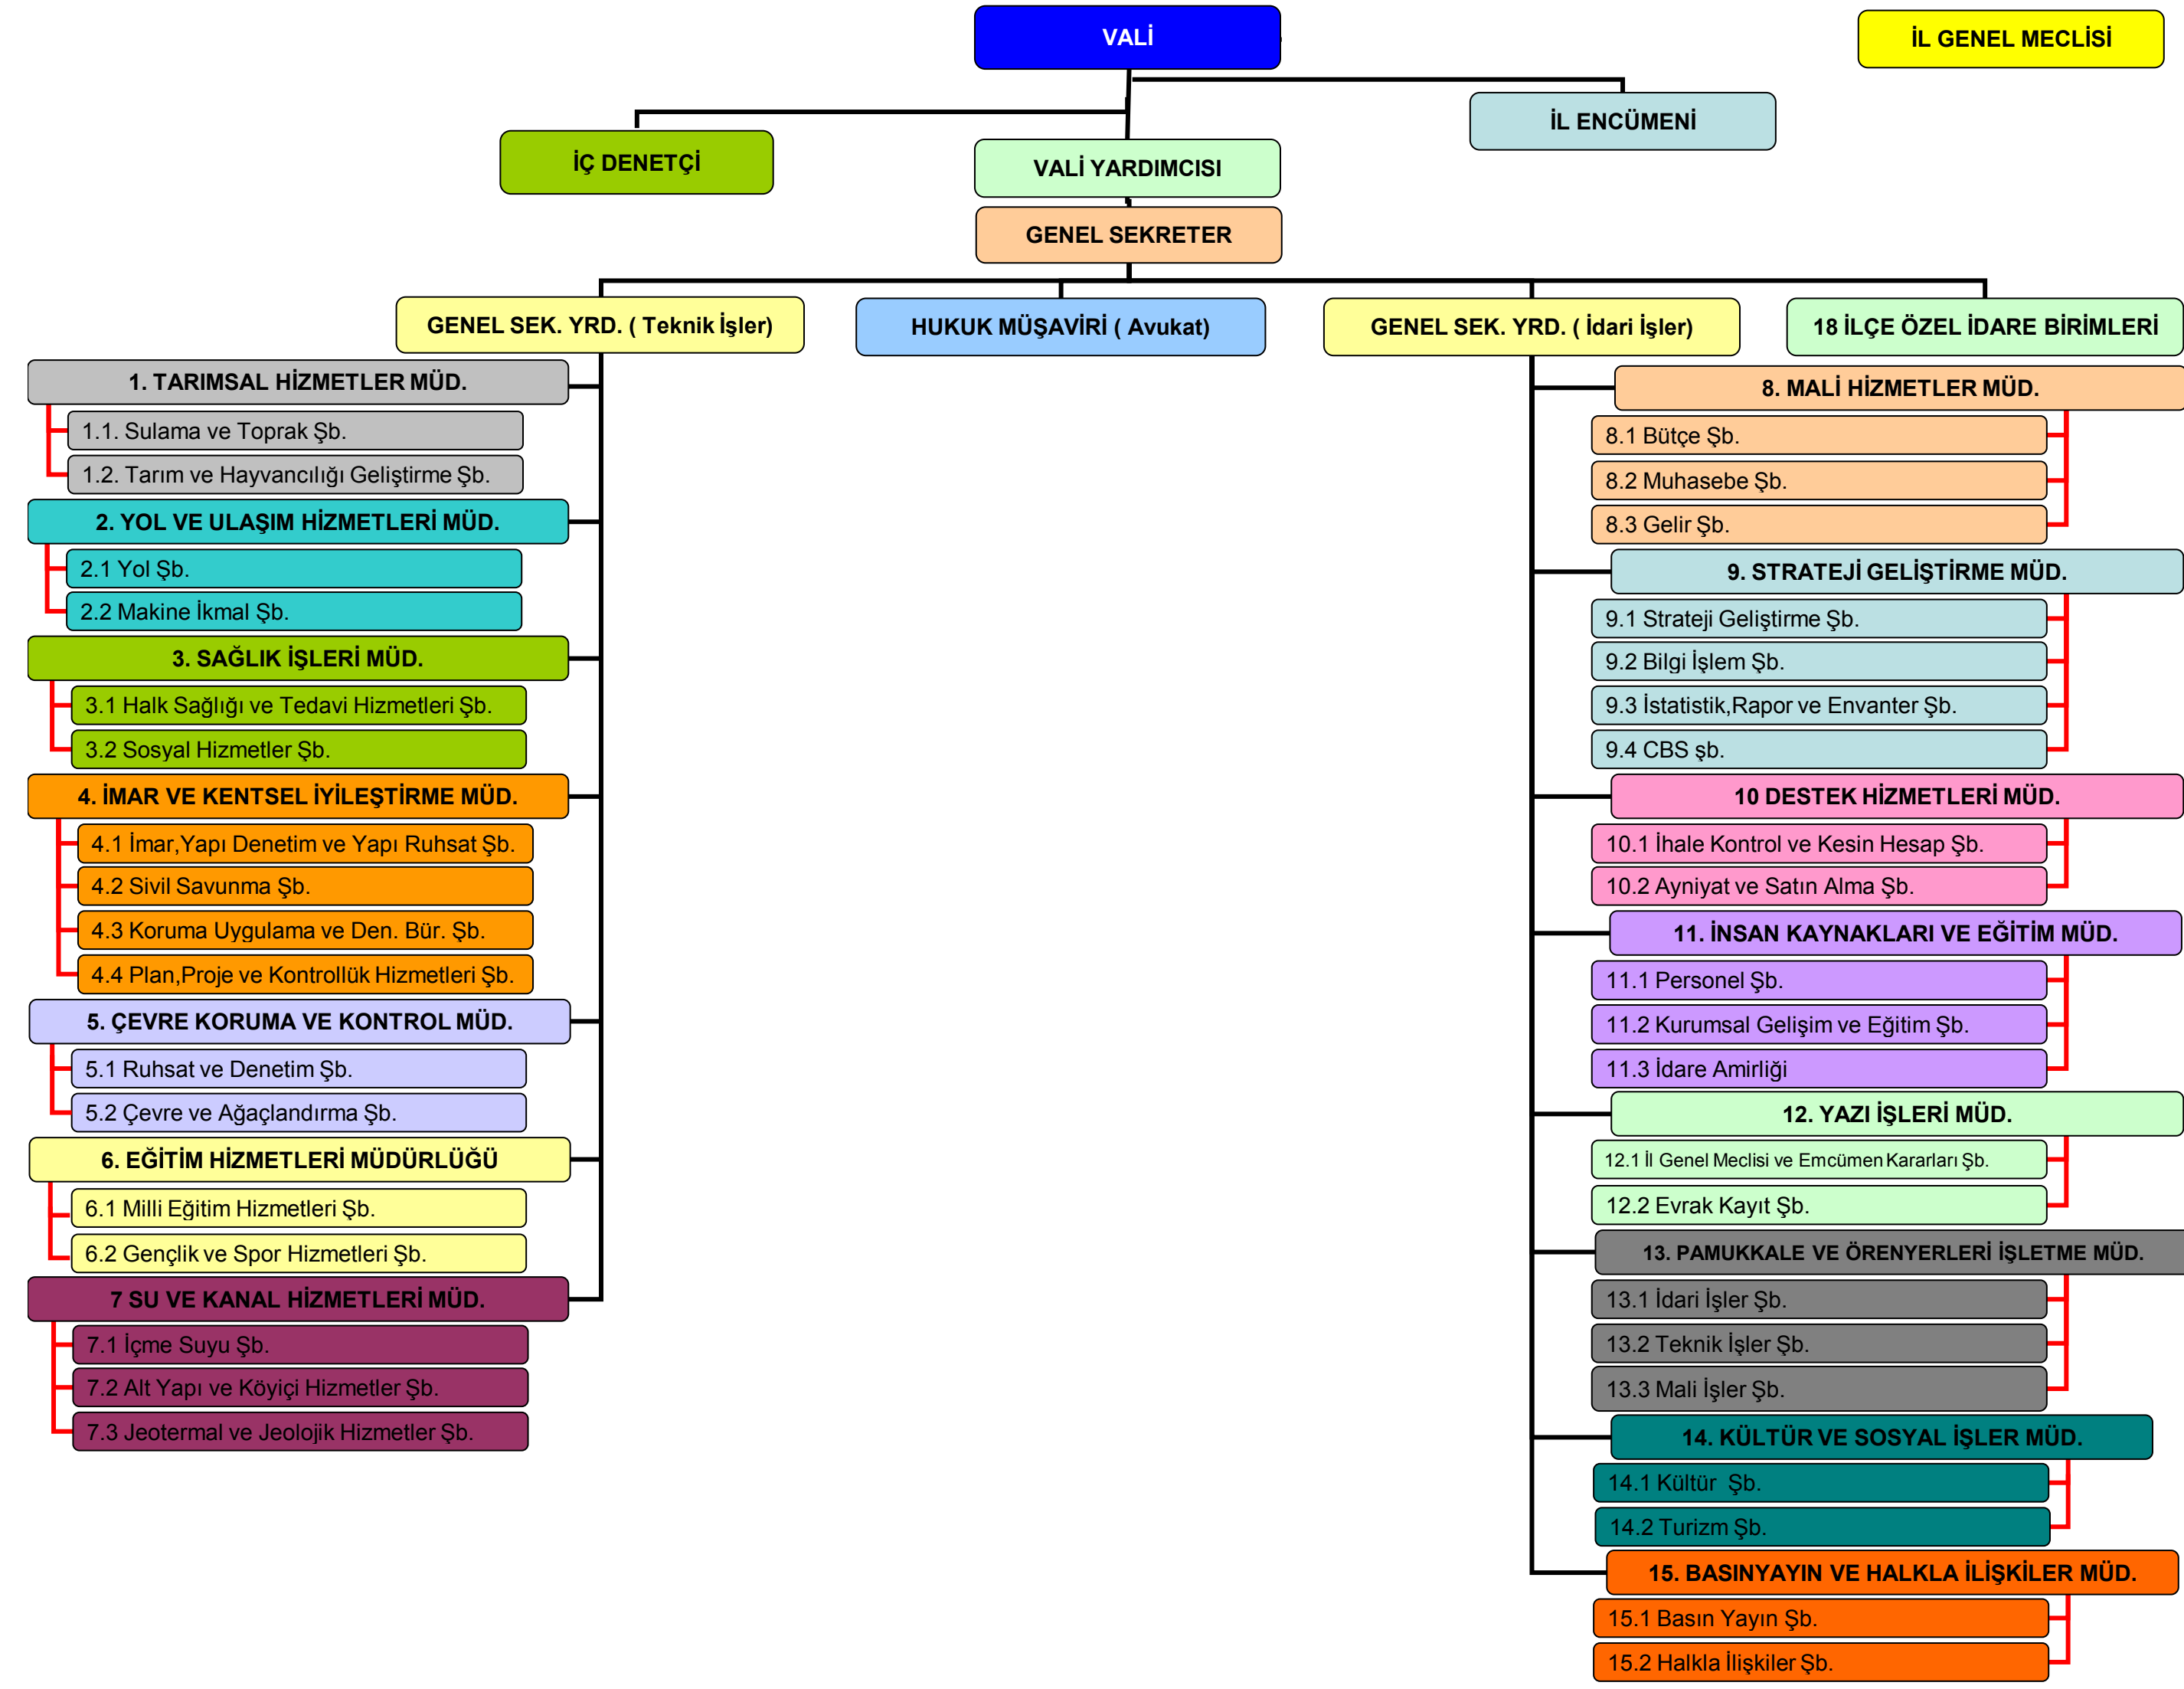 VALİ
İL GENEL MECLİSİ
İL ENCÜMENİ
İÇ DENETÇİ
VALİ YARDIMCISI
GENEL SEKRETER
GENEL SEK. YRD. ( Teknik İşler)
HUKUK MÜŞAVİRİ ( Avukat)
GENEL SEK. YRD. ( İdari İşler)
18 İLÇE ÖZEL İDARE BİRİMLERİ
1. TARIMSAL HİZMETLER MÜD.
1.1. Sulama ve Toprak Şb.
1.2. Tarım ve Hayvancılığı Geliştirme Şb.
2. YOL VE ULAŞIM HİZMETLERİ MÜD.
2.1 Yol Şb.
2.2 Makine İkmal Şb.
3. SAĞLIK İŞLERİ MÜD.
3.1 Halk Sağlığı ve Tedavi Hizmetleri Şb.
3.2 Sosyal Hizmetler Şb.
4. İMAR VE KENTSEL İYİLEŞTİRME MÜD.
4.1 İmar,Yapı Denetim ve Yapı Ruhsat Şb.
4.2 Sivil Savunma Şb.
4.3 Koruma Uygulama ve Den. Bür. Şb.
4.4 Plan,Proje ve Kontrollük Hizmetleri Şb.
5. ÇEVRE KORUMA VE KONTROL MÜD.
5.1 Ruhsat ve Denetim Şb.
5.2 Çevre ve Ağaçlandırma Şb.
6. EĞİTİM HİZMETLERİ MÜDÜRLÜĞÜ
6.1 Milli Eğitim Hizmetleri Şb.
6.2 Gençlik ve Spor Hizmetleri Şb.
7 SU VE KANAL HİZMETLERİ MÜD.
7.1 İçme Suyu Şb.
7.2 Alt Yapı ve Köyiçi Hizmetler Şb.
7.3 Jeotermal ve Jeolojik Hizmetler Şb.
8. MALİ HİZMETLER MÜD.
8.1 Bütçe Şb.
8.2 Muhasebe Şb.
8.3 Gelir Şb.
9. STRATEJİ GELİŞTİRME MÜD.
9.1 Strateji Geliştirme Şb.
9.2 Bilgi İşlem Şb.
9.3 İstatistik,Rapor ve Envanter Şb.
9.4 CBS şb.
10 DESTEK HİZMETLERİ MÜD.
10.1 İhale Kontrol ve Kesin Hesap Şb.
10.2 Ayniyat ve Satın Alma Şb.
11. İNSAN KAYNAKLARI VE EĞİTİM MÜD.
11.1 Personel Şb.
11.2 Kurumsal Gelişim ve Eğitim Şb.
11.3 İdare Amirliği
12. YAZI İŞLERİ MÜD.
12.1 İl Genel Meclisi ve Emcümen Kararları Şb.
12.2 Evrak Kayıt Şb.
13. PAMUKKALE VE ÖRENYERLERİ İŞLETME MÜD.
13.1 İdari İşler Şb.
13.2 Teknik İşler Şb.
13.3 Mali İşler Şb.
14. KÜLTÜR VE SOSYAL İŞLER MÜD.
14.1 Kültür Şb.
14.2 Turizm Şb.
15. BASINYAYIN VE HALKLA İLİŞKİLER MÜD.
15.1 Basın Yayın Şb.
15.2 Halkla İlişkiler Şb.